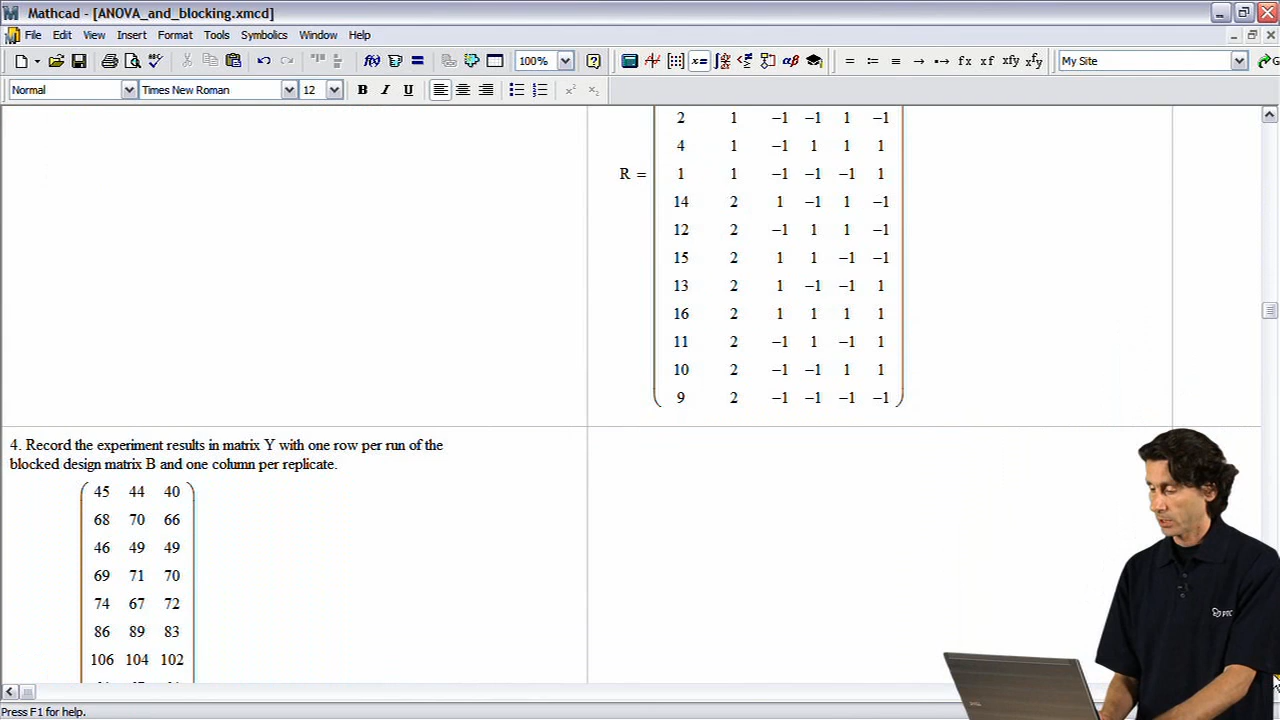 Mathcad - [ANOVA_and_blocking.xmcd]
File Edit View Insert Format Tools Symbolics Window Help
100% My Site
Normal Times New Roman 12 B I U
2 1 −1 −1 1 −1
4 1 −1 1 1 1
R = 1 1 −1 −1 −1 1
14 2 1 −1 1 −1
12 2 −1 1 1 −1
15 2 1 1 −1 −1
13 2 1 −1 −1 1
16 2 1 1 1 1
11 2 −1 1 −1 1
10 2 −1 −1 1 1
9 2 −1 −1 −1 −1
4. Record the experiment results in matrix Y with one row per run of the
blocked design matrix B and one column per replicate.
45 44 40
68 70 66
46 49 49
69 71 70
74 67 72
86 89 83
106 104 102
PTC
Press F1 for help.